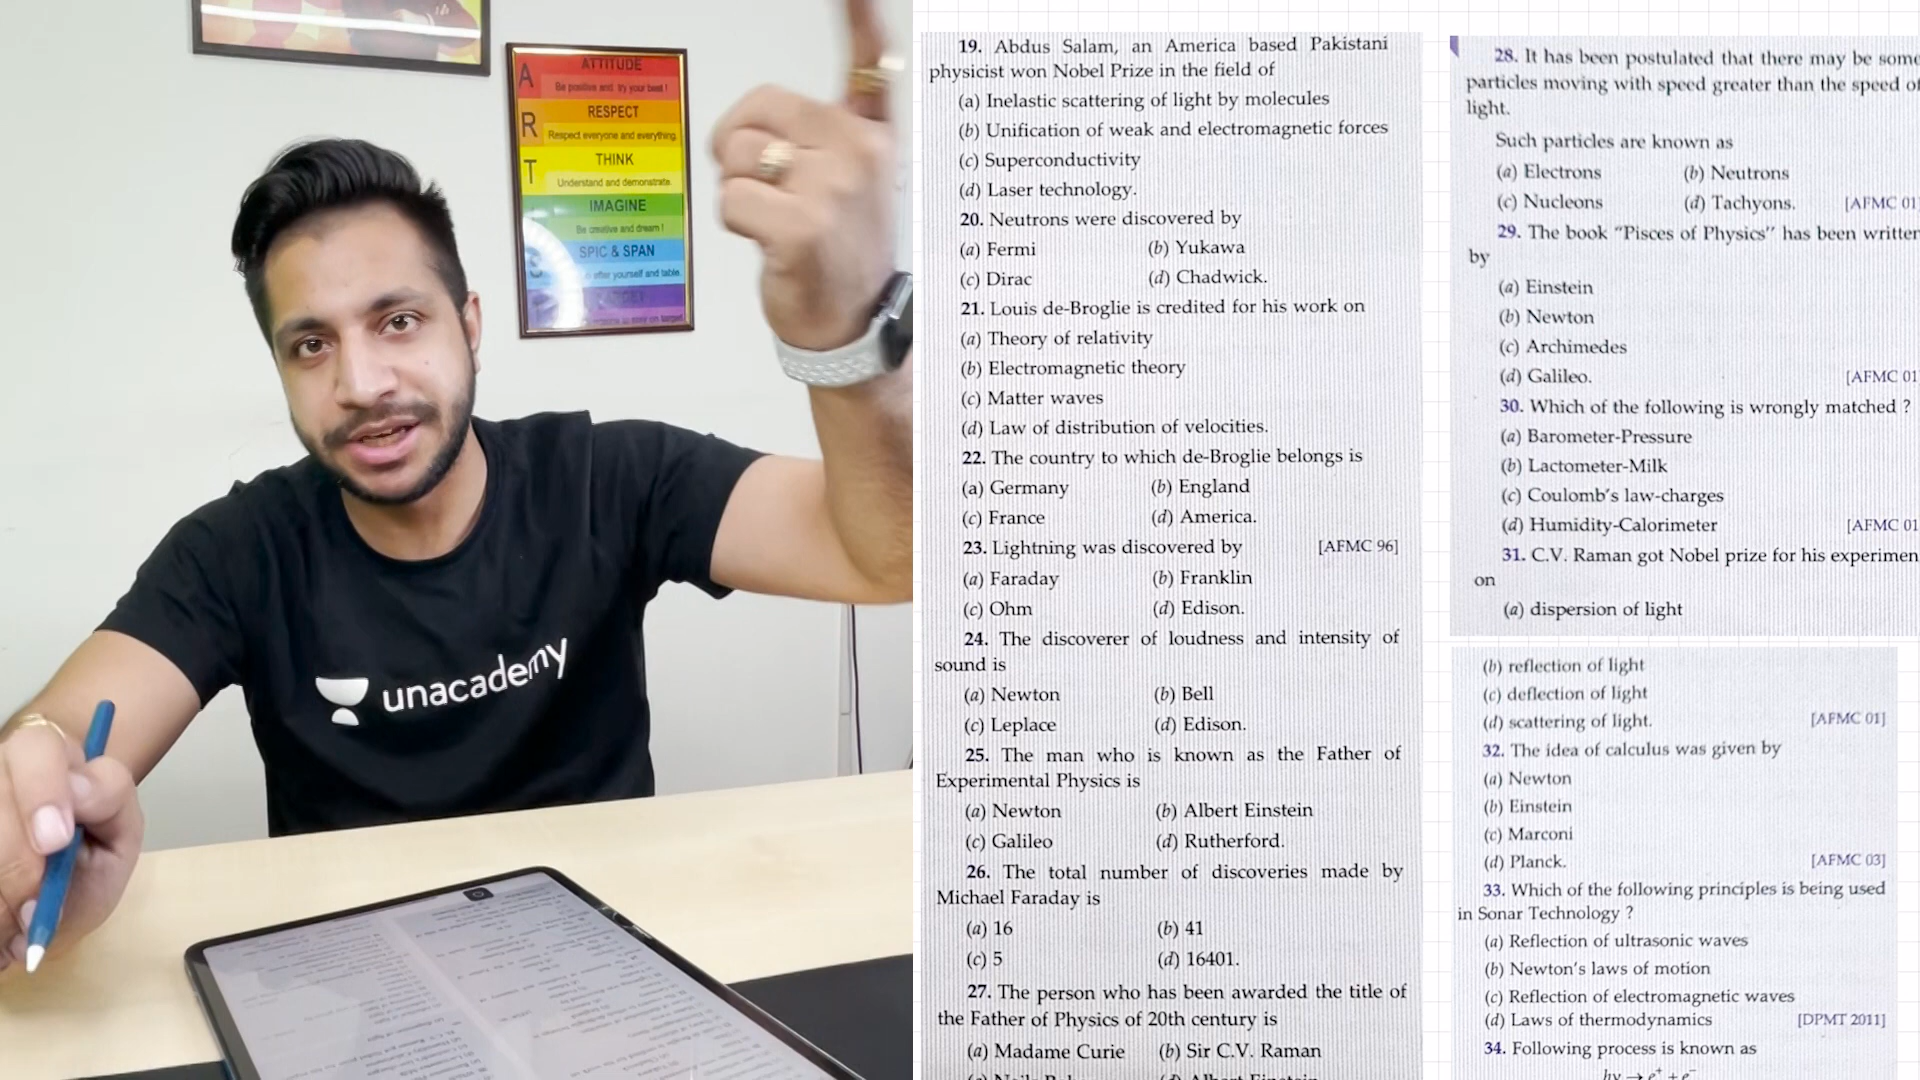 ATTITUDE
A
Be positive and try your best !
RESPECT
R
Respect everyone and everything.
THINK
T
Understand and demonstrate.
IMAGINE
Be creative and dream !
SPIC & SPAN
after yourself and table.
on target
unacademy
19. Abdus Salam, an America based Pakistani
physicist won Nobel Prize in the field of
(a) Inelastic scattering of light by molecules
(b) Unification of weak and electromagnetic forces
(c) Superconductivity
(d) Laser technology.
20. Neutrons were discovered by
(a) Fermi (b) Yukawa
(c) Dirac (d) Chadwick.
21. Louis de-Broglie is credited for his work on
(a) Theory of relativity
(b) Electromagnetic theory
(c) Matter waves
(d) Law of distribution of velocities.
22. The country to which de-Broglie belongs is
(a) Germany (b) England
(c) France (d) America.
23. Lightning was discovered by [AFMC 96]
(a) Faraday (b) Franklin
(c) Ohm (d) Edison.
24. The discoverer of loudness and intensity of
sound is
(a) Newton (b) Bell
(c) Leplace (d) Edison.
25. The man who is known as the Father of
Experimental Physics is
(a) Newton (b) Albert Einstein
(c) Galileo (d) Rutherford.
26. The total number of discoveries made by
Michael Faraday is
(a) 16 (b) 41
(c) 5 (d) 16401.
27. The person who has been awarded the title of
the Father of Physics of 20th century is
(a) Madame Curie (b) Sir C.V. Raman
(d) Albert Einstein
28. It has been postulated that there may be some
particles moving with speed greater than the speed of
light.
Such particles are known as
(a) Electrons (b) Neutrons
(c) Nucleons (d) Tachyons. [AFMC 01
29. The book "Pisces of Physics" has been written
by
(a) Einstein
(b) Newton
(c) Archimedes
(d) Galileo. [AFMC 01
30. Which of the following is wrongly matched ?
(a) Barometer-Pressure
(b) Lactometer-Milk
(c) Coulomb's law-charges
(d) Humidity-Calorimeter [AFMC 01
31. C.V. Raman got Nobel prize for his experimen
on
(a) dispersion of light
(b) reflection of light
(c) deflection of light
(d) scattering of light. [AFMC 01]
32. The idea of calculus was given by
(a) Newton
(b) Einstein
(c) Marconi
(d) Planck. [AFMC 03]
33. Which of the following principles is being used
in Sonar Technology ?
(a) Reflection of ultrasonic waves
(b) Newton's laws of motion
(c) Reflection of electromagnetic waves
(d) Laws of thermodynamics [DPMT 2011]
34. Following process is known as
hν → e⁺ + e⁻